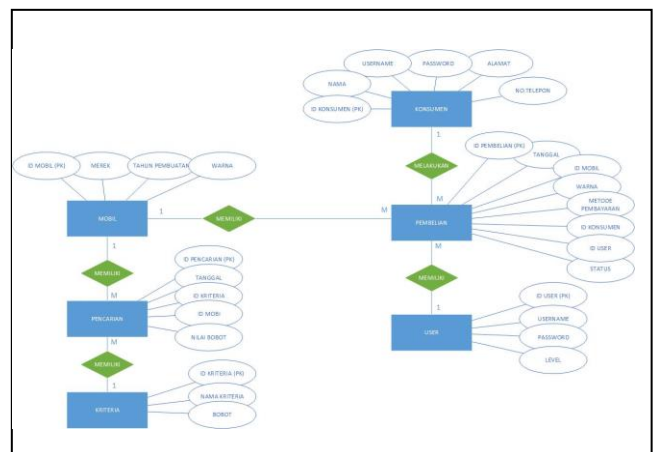 USERNAME
PASSWORD
ALAMAT
NAMA
NO.TELEPON
ID KONSUMEN (PK)
KONSUMEN
1
MELAKUKAN
M
ID PEMBELIAN (PK)
TANGGAL
ID MOBIL
WARNA
METODE
PEMBAYARAN
ID KONSUMEN
ID USER
STATUS
ID MOBIL (PK)
MEREK
TAHUN PEMBUATAN
WARNA
MOBIL
1
MEMILIKI
M
PEMBELIAN
1
MEMILIKI
M
M
MEMILIKI
1
ID PENCARIAN (PK)
TANGGAL
ID KRITERIA
ID MOBI
NILAI BOBOT
PENCARIAN
M
MEMILIKI
1
ID USER (PK)
USERNAME
PASSWORD
LEVEL
USER
ID KRITERIA (PK)
NAMA KRITERIA
BOBOT
KRITERIA